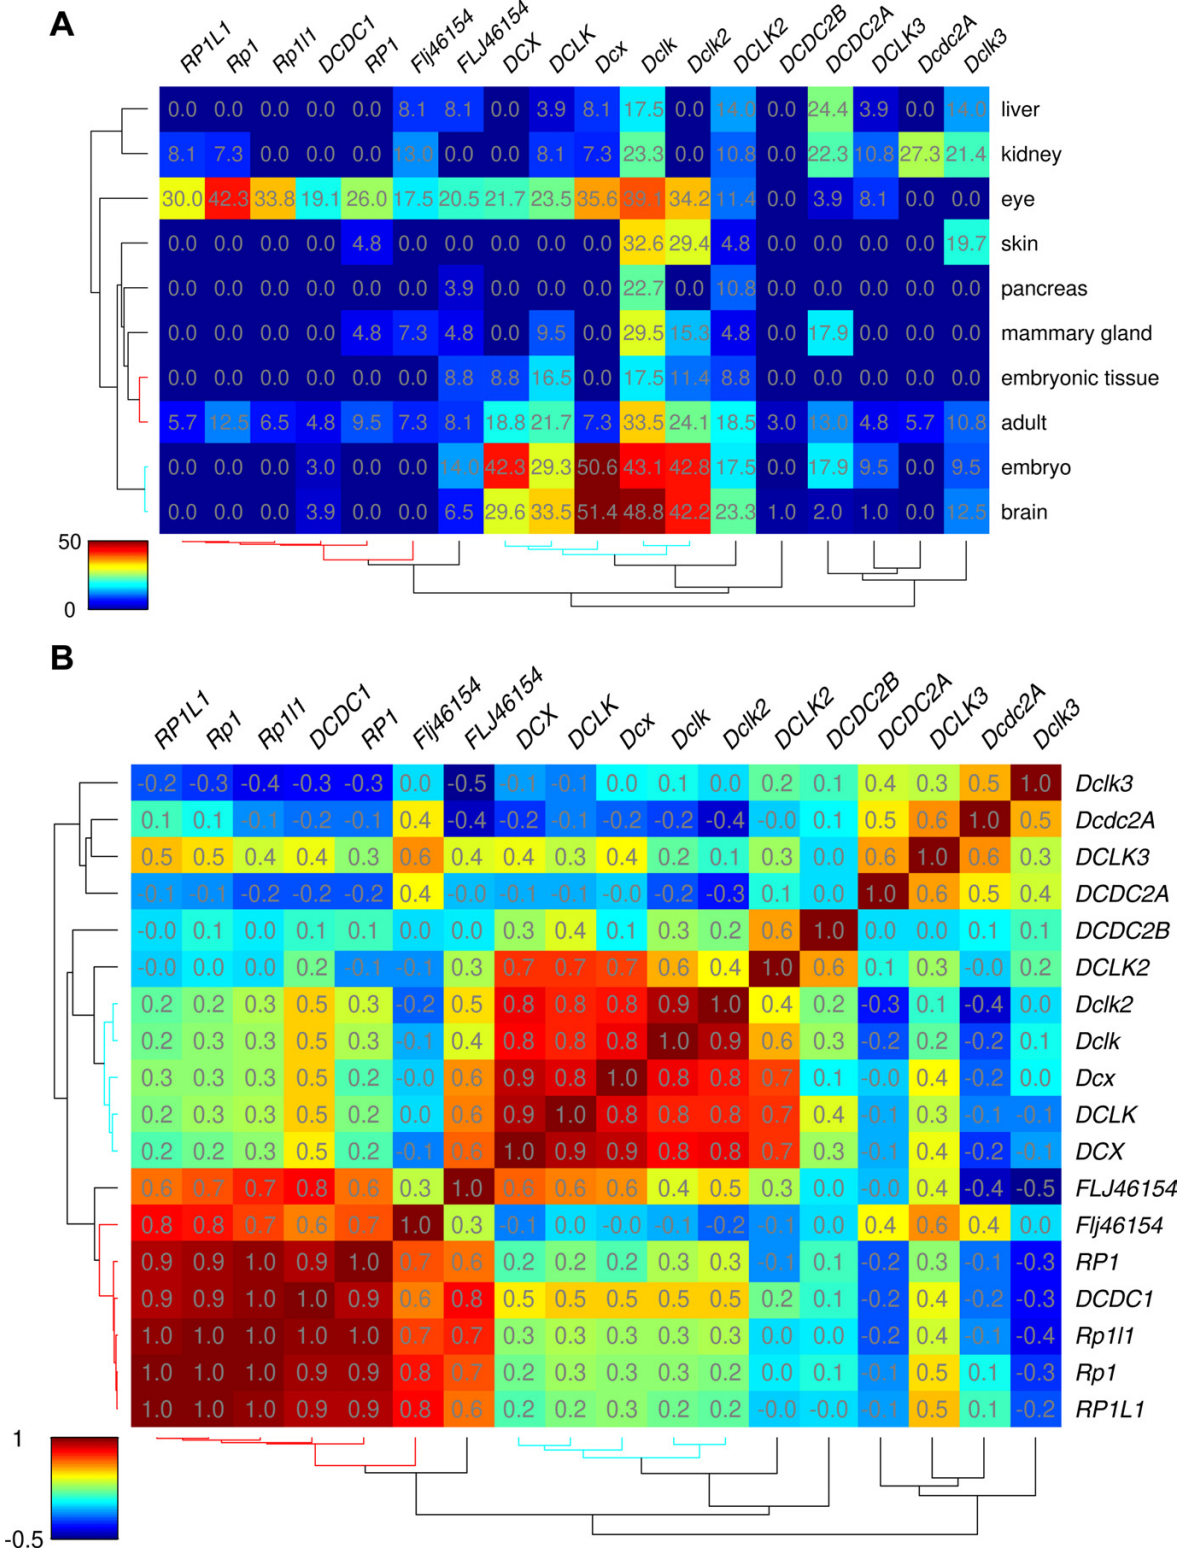 A
RP1L1 Rp1 Rp1l1 DCDC1 RP1 Flj46154 FLJ46154 DCX DCLK Dcx Dclk Dclk2 DCLK2 DCDC2B DCDC2A DCLK3 Dcdc2A Dclk3
0.0 0.0 0.0 0.0 0.0 8.1 8.1 0.0 3.9 8.1 17.5 0.0 14.0 0.0 24.4 3.9 0.0 14.0 liver
8.1 7.3 0.0 0.0 0.0 13.0 0.0 0.0 8.1 7.3 23.3 0.0 10.8 0.0 22.3 10.8 27.3 21.4 kidney
30.0 42.3 33.8 19.1 26.0 17.5 20.5 21.7 23.5 35.6 39.1 34.2 11.4 0.0 3.9 8.1 0.0 0.0 eye
0.0 0.0 0.0 0.0 4.8 0.0 0.0 0.0 0.0 0.0 32.6 29.4 4.8 0.0 0.0 0.0 0.0 19.7 skin
0.0 0.0 0.0 0.0 0.0 0.0 3.9 0.0 0.0 0.0 22.7 0.0 10.8 0.0 0.0 0.0 0.0 0.0 pancreas
0.0 0.0 0.0 0.0 4.8 7.3 4.8 0.0 9.5 0.0 29.5 15.3 4.8 0.0 17.9 0.0 0.0 0.0 mammary gland
0.0 0.0 0.0 0.0 0.0 0.0 8.8 8.8 16.5 0.0 17.5 11.4 8.8 0.0 0.0 0.0 0.0 0.0 embryonic tissue
5.7 12.5 6.5 4.8 9.5 7.3 8.1 18.8 21.7 7.3 33.5 24.1 18.5 3.0 13.0 4.8 5.7 10.8 adult
0.0 0.0 0.0 3.0 0.0 0.0 14.0 42.3 29.3 50.6 43.1 42.8 17.5 0.0 17.9 9.5 0.0 9.5 embryo
0.0 0.0 0.0 3.9 0.0 0.0 6.5 29.6 33.5 51.4 48.8 42.2 23.3 1.0 2.0 1.0 0.0 12.5 brain
50
0
B
RP1L1 Rp1 Rp1l1 DCDC1 RP1 Flj46154 FLJ46154 DCX DCLK Dcx Dclk Dclk2 DCLK2 DCDC2B DCDC2A DCLK3 Dcdc2A Dclk3
-0.2 -0.3 -0.4 -0.3 -0.3 0.0 -0.5 -0.1 -0.1 0.0 0.1 0.0 0.2 0.1 0.4 0.3 0.5 1.0 Dclk3
0.1 0.1 -0.1 -0.2 -0.1 0.4 -0.4 -0.2 -0.1 -0.2 -0.2 -0.4 -0.0 0.1 0.5 0.6 1.0 0.5 Dcdc2A
0.5 0.5 0.4 0.4 0.3 0.6 0.4 0.4 0.3 0.4 0.2 0.1 0.3 0.0 0.6 1.0 0.6 0.3 DCLK3
-0.1 -0.1 -0.2 -0.2 -0.2 0.4 -0.0 -0.1 -0.1 -0.0 -0.2 -0.3 0.1 0.0 1.0 0.6 0.5 0.4 DCDC2A
-0.0 0.1 0.0 0.1 0.1 0.0 0.0 0.3 0.4 0.1 0.3 0.2 0.6 1.0 0.0 0.0 0.1 0.1 DCDC2B
-0.0 0.0 0.0 0.2 -0.1 -0.1 0.3 0.7 0.7 0.7 0.6 0.4 1.0 0.6 0.1 0.3 -0.0 0.2 DCLK2
0.2 0.2 0.3 0.5 0.3 -0.2 0.5 0.8 0.8 0.8 0.9 1.0 0.4 0.2 -0.3 0.1 -0.4 0.0 Dclk2
0.2 0.3 0.3 0.5 0.3 -0.1 0.4 0.8 0.8 0.8 1.0 0.9 0.6 0.3 -0.2 0.2 -0.2 0.1 Dclk
0.3 0.3 0.3 0.5 0.2 -0.0 0.6 0.9 0.8 1.0 0.8 0.8 0.7 0.1 -0.0 0.4 -0.2 0.0 Dcx
0.2 0.3 0.3 0.5 0.2 0.0 0.6 0.9 1.0 0.8 0.8 0.8 0.7 0.4 -0.1 0.3 -0.1 -0.1 DCLK
0.2 0.2 0.3 0.5 0.2 -0.1 0.6 1.0 0.9 0.9 0.8 0.8 0.7 0.3 -0.1 0.4 -0.2 -0.1 DCX
0.6 0.7 0.7 0.8 0.6 0.3 1.0 0.6 0.6 0.6 0.4 0.5 0.3 0.0 -0.0 0.4 -0.4 -0.5 FLJ46154
0.8 0.8 0.7 0.6 0.7 1.0 0.3 -0.1 0.0 -0.0 -0.1 -0.2 -0.1 0.0 0.4 0.6 0.4 0.0 Flj46154
0.9 0.9 1.0 0.9 1.0 0.7 0.6 0.2 0.2 0.2 0.3 0.3 -0.1 0.1 -0.2 0.3 -0.1 -0.3 RP1
0.9 0.9 1.0 1.0 0.9 0.6 0.8 0.5 0.5 0.5 0.5 0.5 0.2 0.1 -0.2 0.4 -0.2 -0.3 DCDC1
1.0 1.0 1.0 1.0 1.0 0.7 0.7 0.3 0.3 0.3 0.3 0.3 0.0 0.0 -0.2 0.4 -0.1 -0.4 Rp1l1
1.0 1.0 1.0 0.9 0.9 0.8 0.7 0.2 0.3 0.3 0.3 0.2 0.0 0.1 -0.1 0.5 0.1 -0.3 Rp1
1.0 1.0 1.0 0.9 0.9 0.8 0.6 0.2 0.2 0.3 0.2 0.2 -0.0 -0.0 -0.1 0.5 0.1 -0.2 RP1L1
1
-0.5